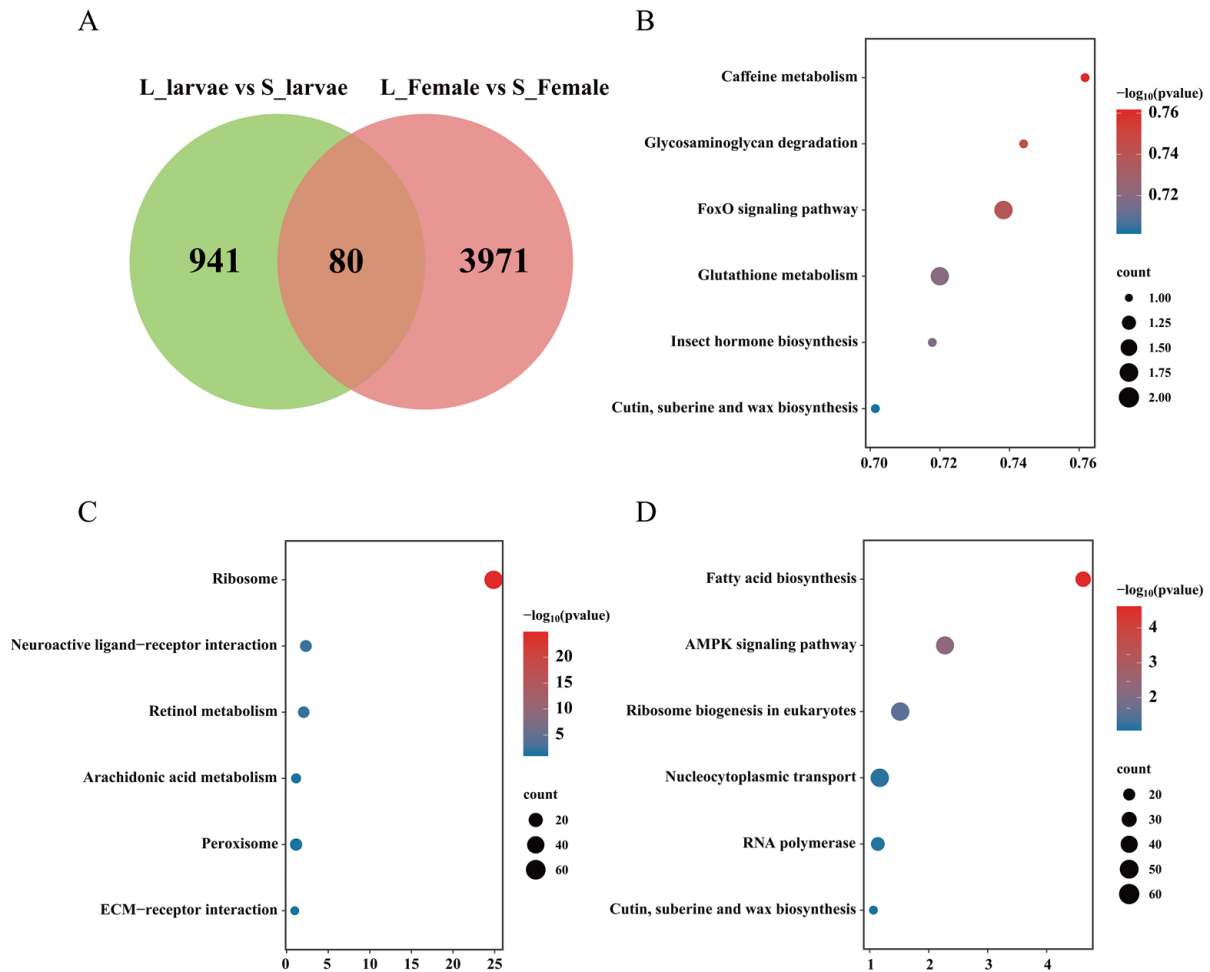 A
L_larvae vs S_larvae
L_Female vs S_Female
941
80
3971
B
Caffeine metabolism
Glycosaminoglycan degradation
FoxO signaling pathway
Glutathione metabolism
Insect hormone biosynthesis
Cutin, suberine and wax biosynthesis
0.70 0.72 0.74 0.76
−log₁₀(pvalue)
0.76
0.74
0.72
count
1.00
1.25
1.50
1.75
2.00
C
Ribosome
Neuroactive ligand−receptor interaction
Retinol metabolism
Arachidonic acid metabolism
Peroxisome
ECM−receptor interaction
0 5 10 15 20 25
−log₁₀(pvalue)
20
15
10
5
count
20
40
60
D
Fatty acid biosynthesis
AMPK signaling pathway
Ribosome biogenesis in eukaryotes
Nucleocytoplasmic transport
RNA polymerase
Cutin, suberine and wax biosynthesis
1 2 3 4
−log₁₀(pvalue)
4
3
2
count
20
30
40
50
60